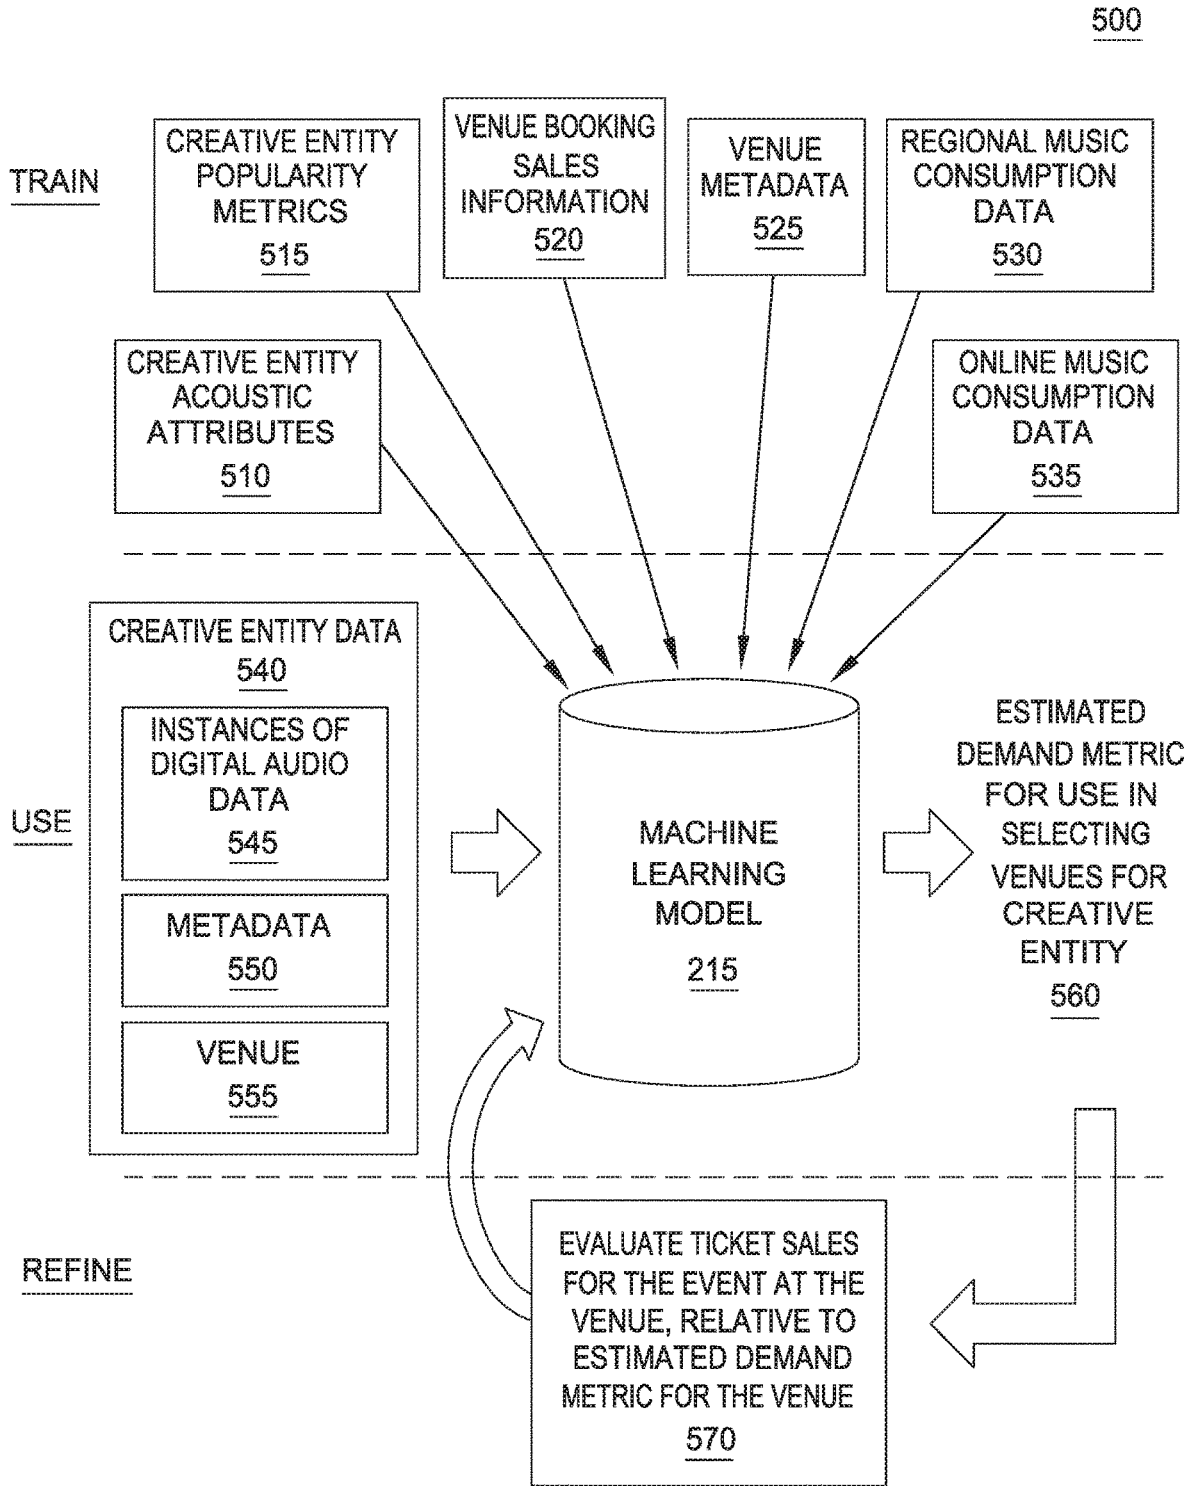 500
TRAIN
CREATIVE ENTITY
POPULARITY
METRICS
515
VENUE BOOKING
SALES
INFORMATION
520
VENUE
METADATA
525
REGIONAL MUSIC
CONSUMPTION
DATA
530
CREATIVE ENTITY
ACOUSTIC
ATTRIBUTES
510
ONLINE MUSIC
CONSUMPTION
DATA
535
USE
CREATIVE ENTITY DATA
540
INSTANCES OF
DIGITAL AUDIO
DATA
545
METADATA
550
VENUE
555
MACHINE
LEARNING
MODEL
215
ESTIMATED
DEMAND METRIC
FOR USE IN
SELECTING
VENUES FOR
CREATIVE
ENTITY
560
REFINE
EVALUATE TICKET SALES
FOR THE EVENT AT THE
VENUE, RELATIVE TO
ESTIMATED DEMAND
METRIC FOR THE VENUE
570